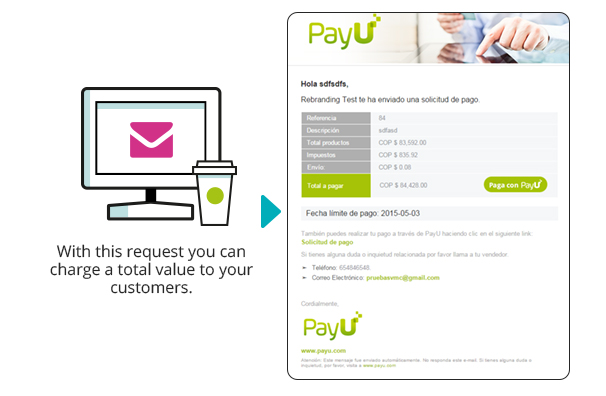 With this request you can
charge a total value to your
customers.
PayU
Hola sdfsdfs,
Rebranding Test te ha enviado una solicitud de pago.
Referencia 84
Descripción sdfasd
Total productos COP $ 83,592.00
Impuestos COP $ 835.92
Envío: COP $ 0.08
Total a pagar COP $ 84,428.00 Paga con PayU
Fecha límite de pago: 2015-05-03
También puedes realizar tu pago a través de PayU haciendo clic en el siguiente link:
Solicitud de pago
Si tienes alguna duda o inquietud relacionada por favor llama a tu vendedor.
➢ Teléfono: 654846548.
➢ Correo Electrónico: pruebasvmc@gmail.com
Cordialmente,
PayU
www.payu.com
Atención: Este mensaje fue enviado automáticamente. No responda este e-mail. Si tienes alguna duda o
inquietud, por favor, visita a www.payu.com